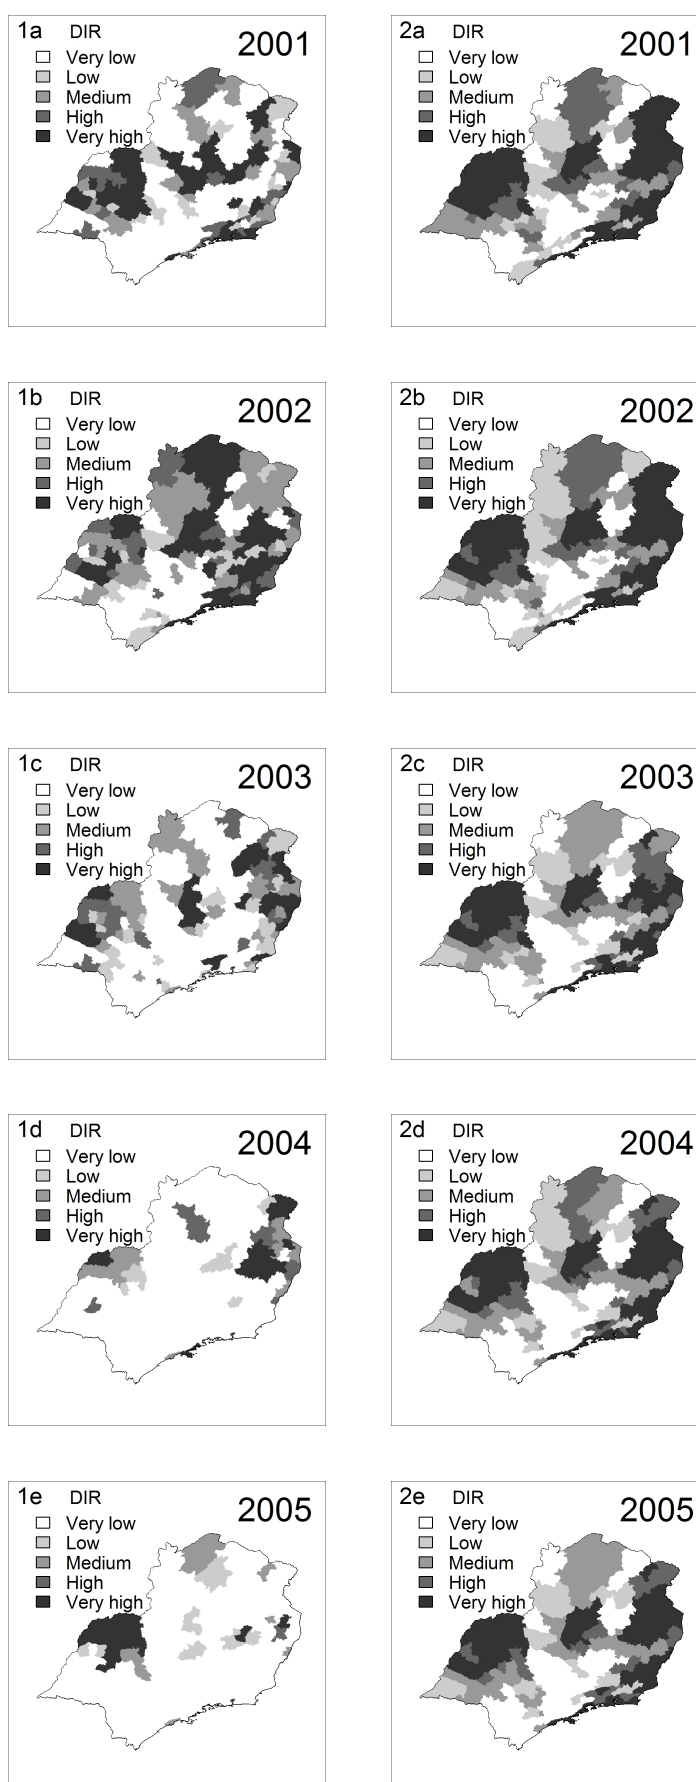 1a DIR 2001
Very low
Low
Medium
High
Very high
2a DIR 2001
Very low
Low
Medium
High
Very high
1b DIR 2002
Very low
Low
Medium
High
Very high
2b DIR 2002
Very low
Low
Medium
High
Very high
1c DIR 2003
Very low
Low
Medium
High
Very high
2c DIR 2003
Very low
Low
Medium
High
Very high
1d DIR 2004
Very low
Low
Medium
High
Very high
2d DIR 2004
Very low
Low
Medium
High
Very high
1e DIR 2005
Very low
Low
Medium
High
Very high
2e DIR 2005
Very low
Low
Medium
High
Very high